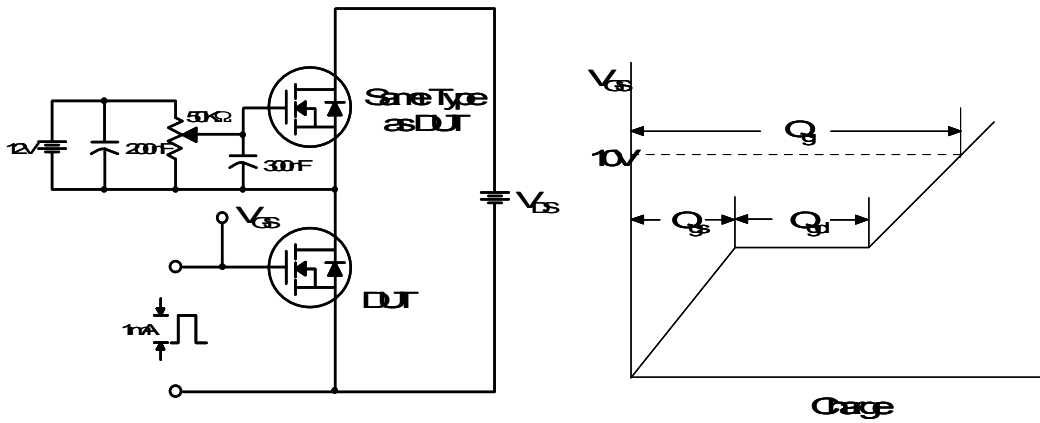 12V
200nF
50KΩ
300nF
Same Type
as DUT
VGS
DUT
1mA
VDS
VGS
10V
Qg
Qgs
Qgd
Charge